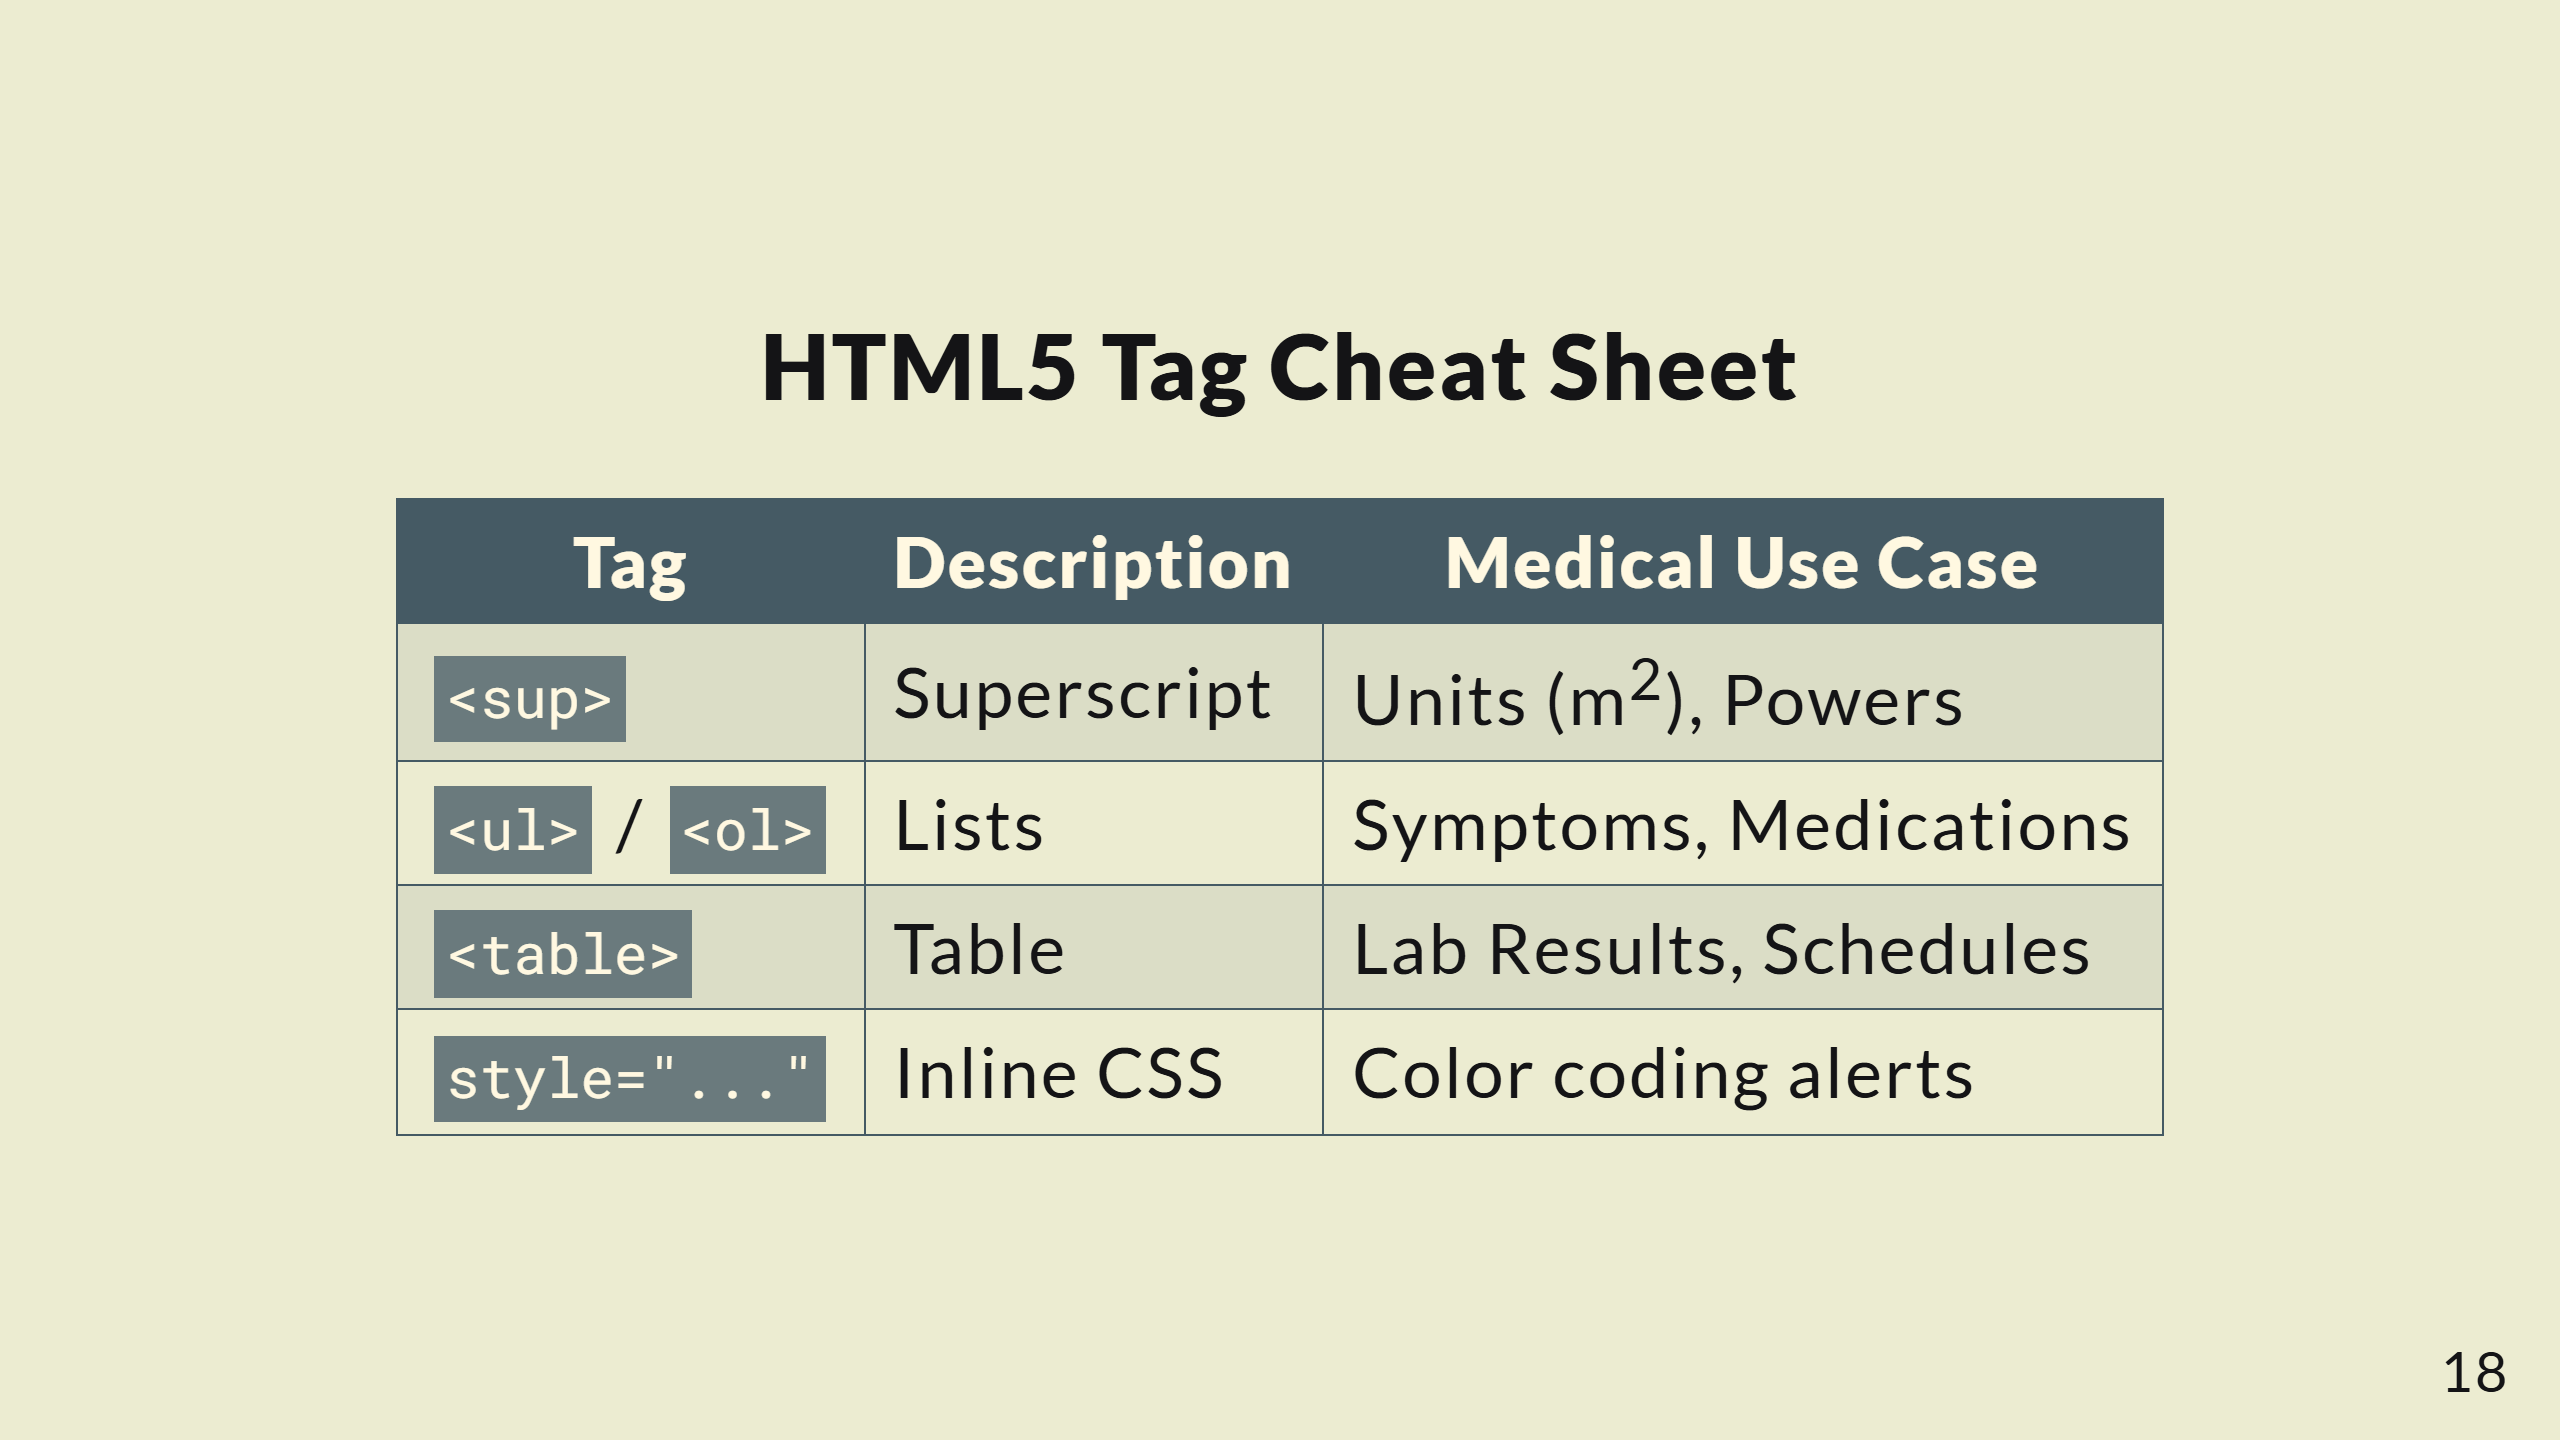 HTML5 Tag Cheat Sheet
Tag Description Medical Use Case
<sup> Superscript Units (m²), Powers
<ul> / <ol> Lists Symptoms, Medications
<table> Table Lab Results, Schedules
style="..." Inline CSS Color coding alerts
18